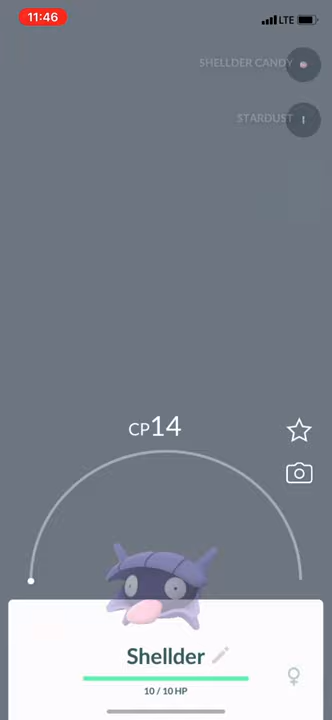 11:46
LTE
SHELLDER CANDY
STARDUST
CP14
Shellder
10 / 10 HP